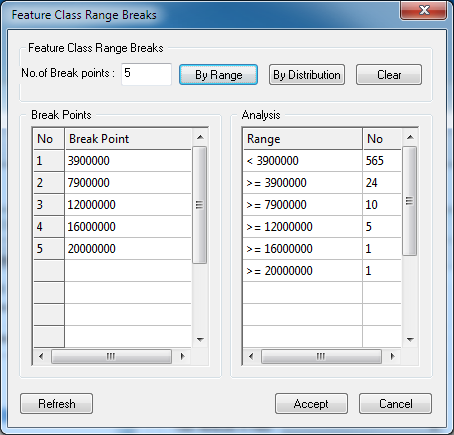 Feature Class Range Breaks
Feature Class Range Breaks
No.of Break points : 5 By Range By Distribution Clear
Break Points Analysis
No Break Point Range No
1 3900000 < 3900000 565
2 7900000 >= 3900000 24
3 12000000 >= 7900000 10
4 16000000 >= 12000000 5
5 20000000 >= 16000000 1
>= 20000000 1
Refresh Accept Cancel